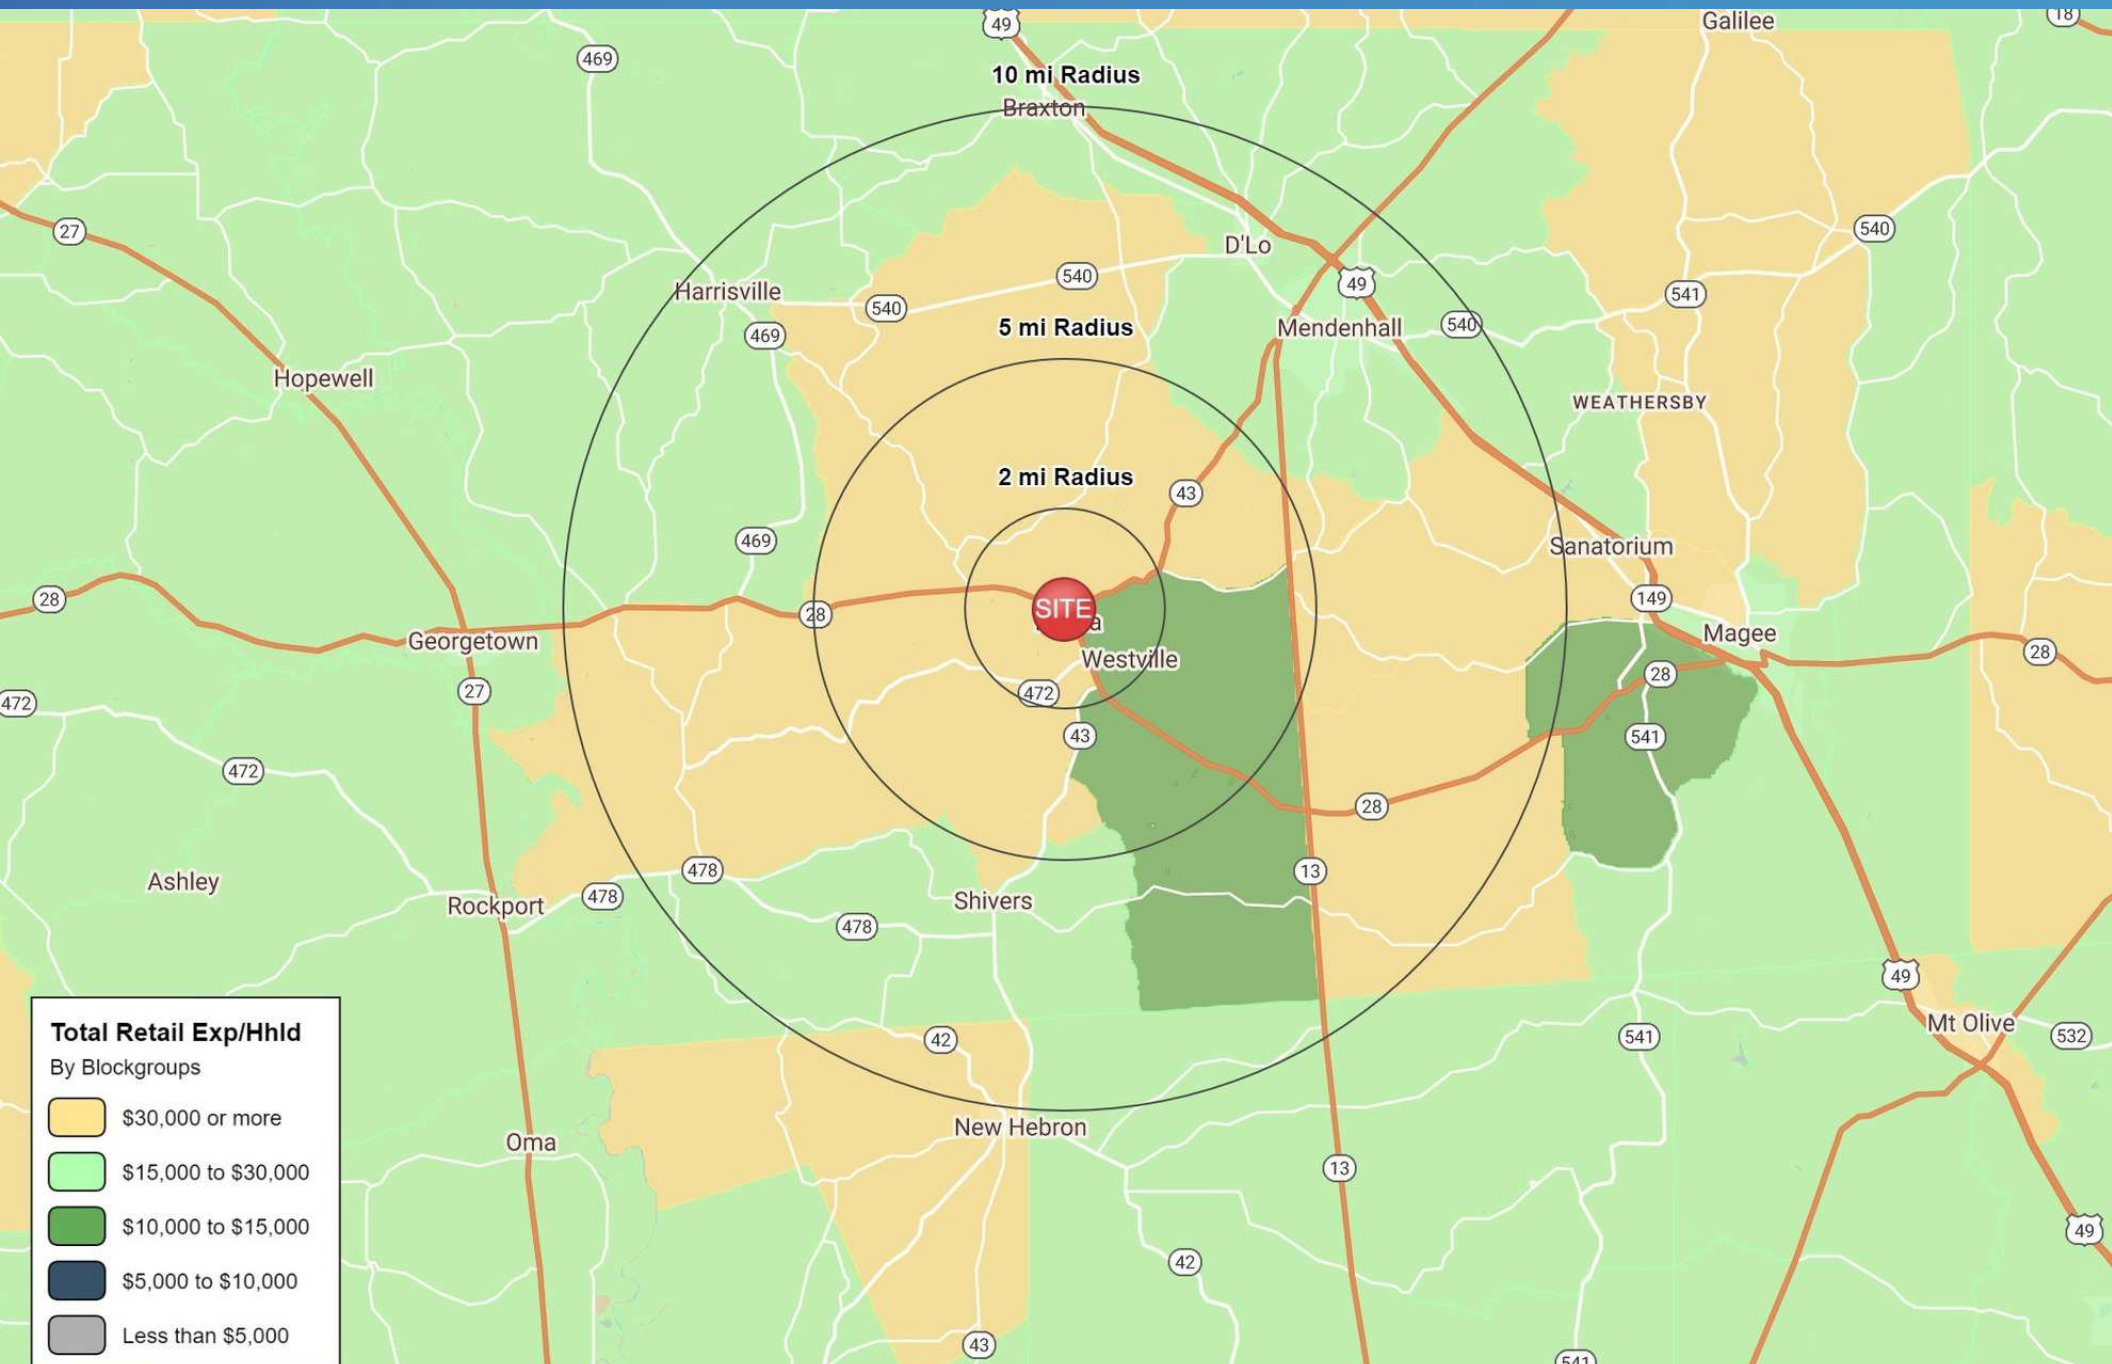 49
Galilee
18
469
10 mi Radius
Braxton
27
540
D'Lo
540
Harrisville
540
49
541
469
5 mi Radius
Mendenhall
540
Hopewell
WEATHERSBY
2 mi Radius
43
469
Sanatorium
28
28
149
SITE
a
Georgetown
Magee
28
Westville
28
27
472
472
43
541
472
28
478
13
Ashley
478
Rockport
Shivers
478
49
Mt Olive
532
42
541
New Hebron
Oma
13
49
42
43
541
Total Retail Exp/Hhld
By Blockgroups
$30,000 or more
$15,000 to $30,000
$10,000 to $15,000
$5,000 to $10,000
Less than $5,000